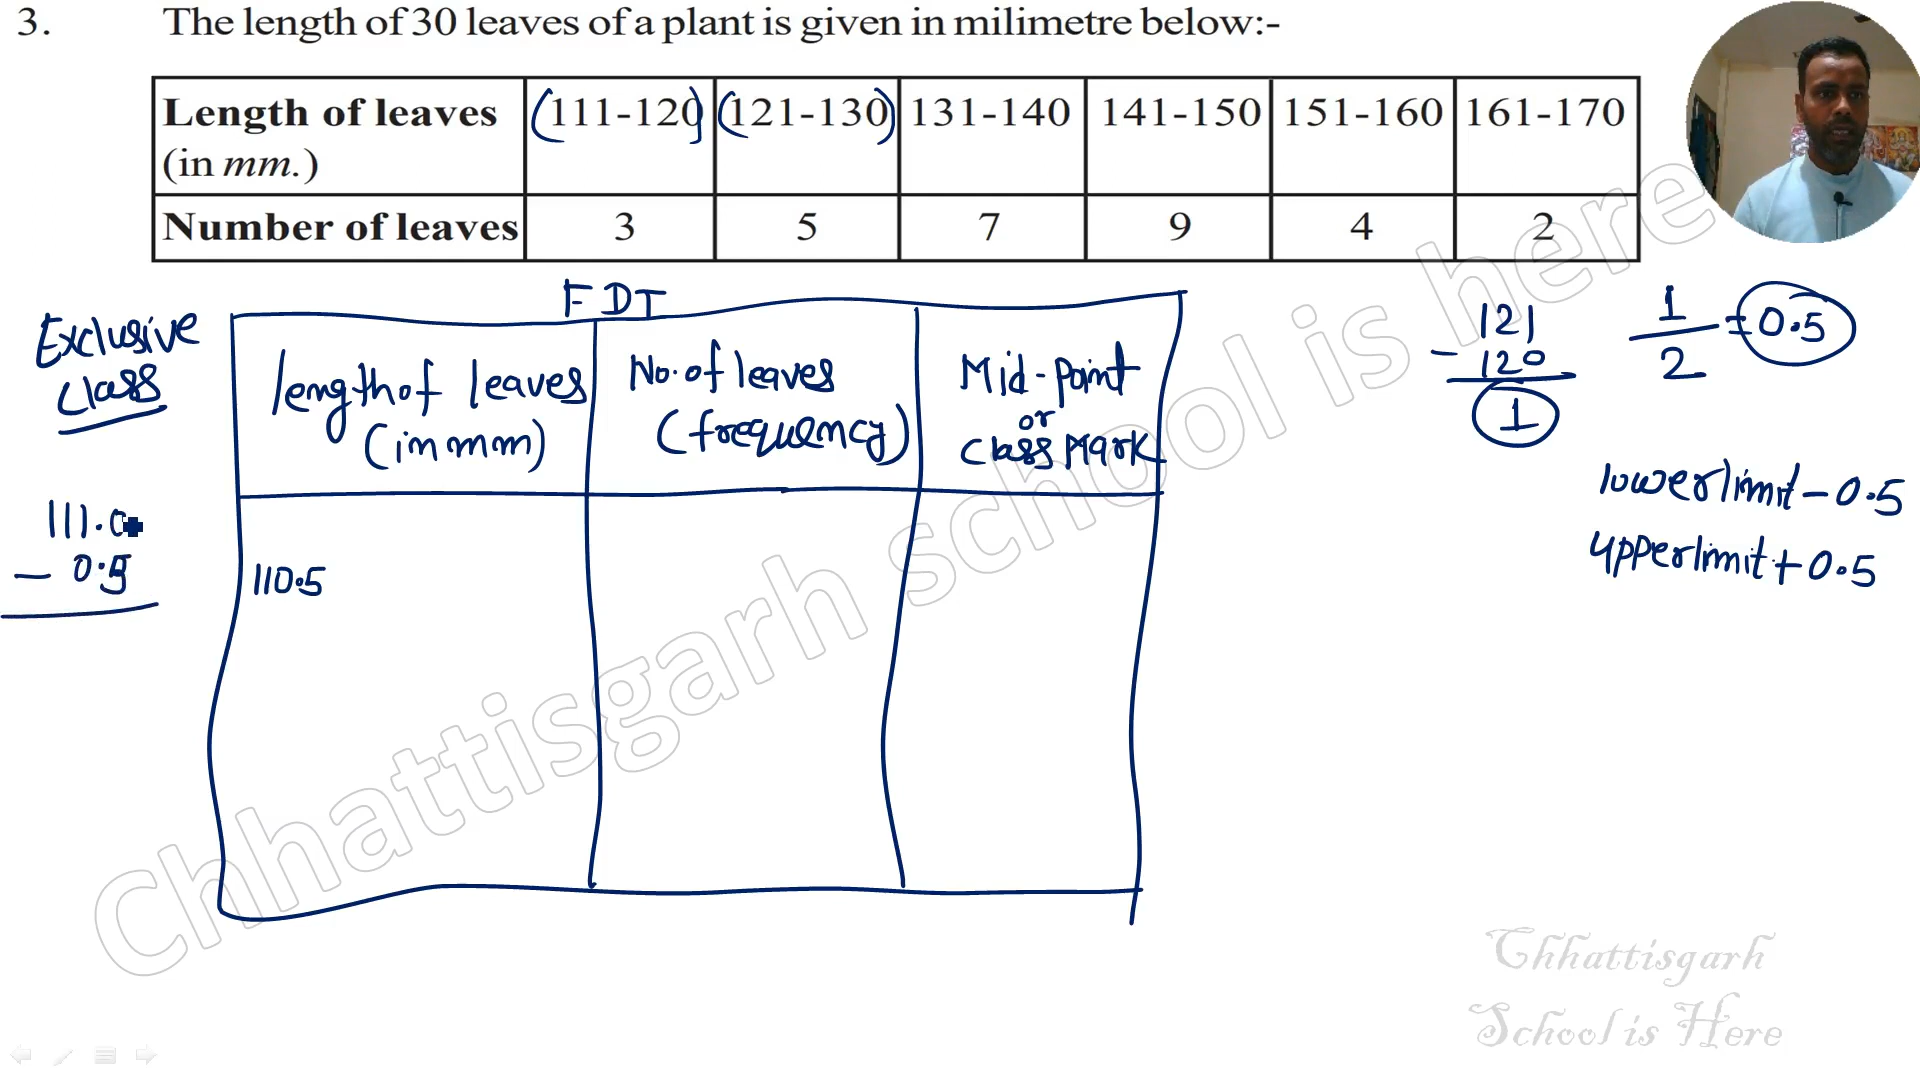 3. The length of 30 leaves of a plant is given in milimetre below:-
Length of leaves (in mm.) 111-120 121-130 131-140 141-150 151-160 161-170
Number of leaves 3 5 7 9 4 2
FDT
Exclusive
class
length of leaves
(in mm)
No. of leaves
(frequency)
Mid-Point
or
Class Mark
121
- 120
1
1/2 = 0.5
lowerlimit - 0.5
upperlimit + 0.5
111.0
- 0.5
110.5
Chhattisgarh school is here
Chhattisgarh
School is Here